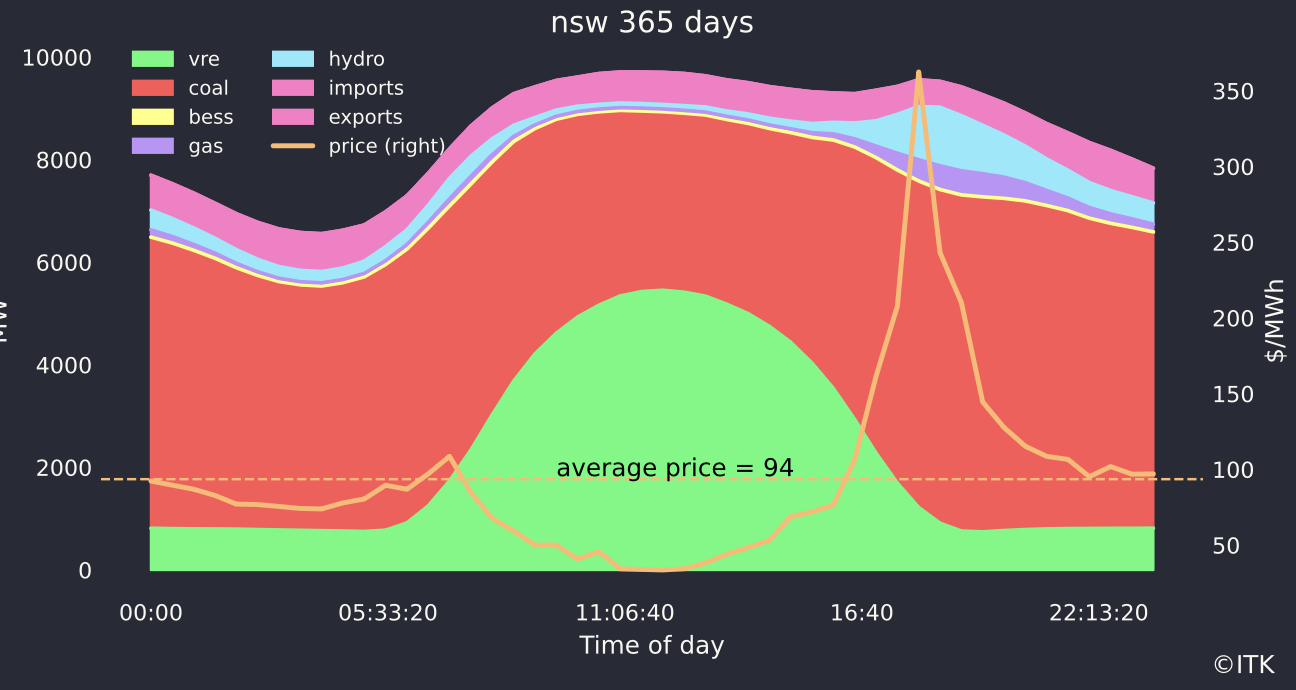 nsw 365 days
10000
8000
6000
4000
2000
0
MW
vre
coal
bess
gas
hydro
imports
exports
price (right)
average price = 94
350
300
250
200
150
100
50
$/MWh
00:00
05:33:20
11:06:40
16:40
22:13:20
Time of day
©ITK